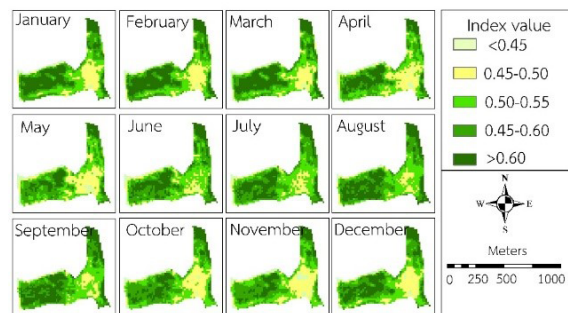 January
February
March
April
May
June
July
August
September
October
November
December
Index value
<0.45
0.45-0.50
0.50-0.55
0.45-0.60
>0.60
N
W
E
S
Meters
0 250 500 1000